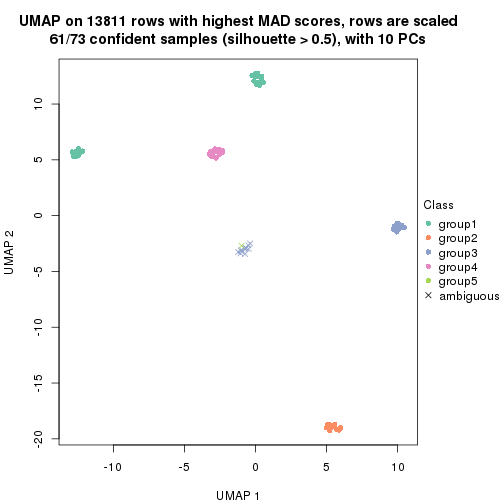 UMAP on 13811 rows with highest MAD scores, rows are scaled
61/73 confident samples (silhouette > 0.5), with 10 PCs
10
5
0
-5
-10
-15
-20
UMAP 2
-10
-5
0
5
10
UMAP 1
Class
group1
group2
group3
group4
group5
ambiguous